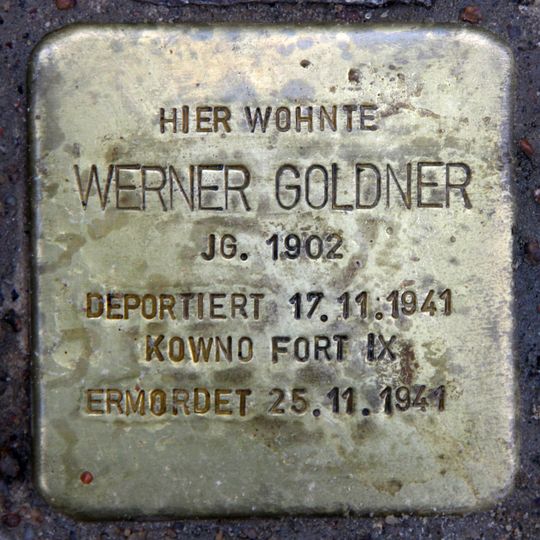 HIER WOHNTE
WERNER GOLDNER
JG. 1902
DEPORTIERT 17.11.1941
KOWNO FORT IX
ERMORDET 25.11.1941